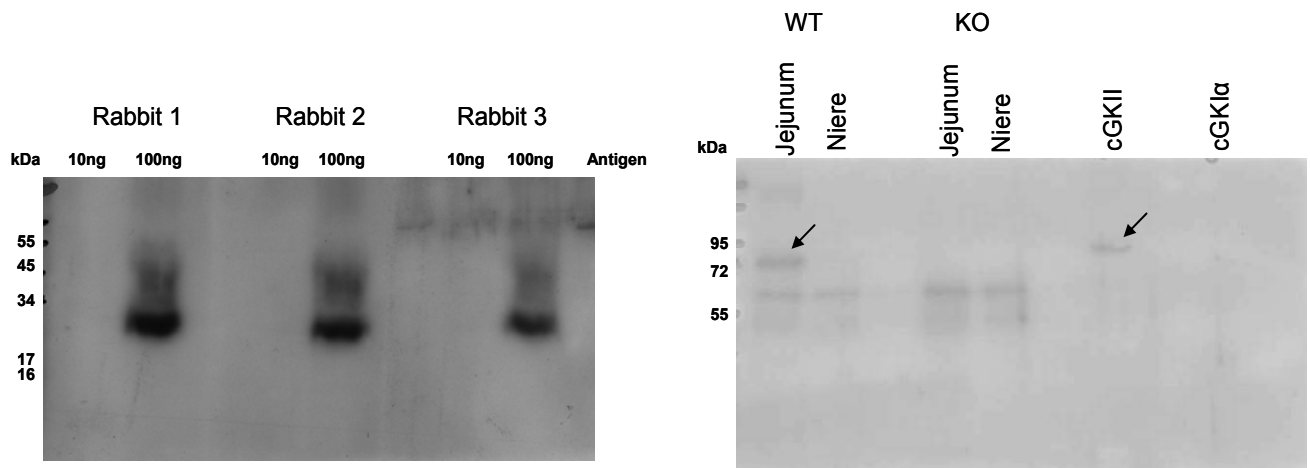 Rabbit 1 Rabbit 2 Rabbit 3
kDa 10ng 100ng 10ng 100ng 10ng 100ng Antigen
55
45
34
17
16
WT KO
kDa Jejunum Niere Jejunum Niere cGKII cGKIα
95
72
55